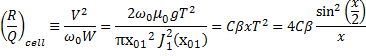 (R/Q)_cell ≡ V²/(ω₀W) = 2ω₀μ₀gT²/(πx₀₁² J₁²(x₀₁)) = CβxT² = 4Cβ sin²(x/2)/x